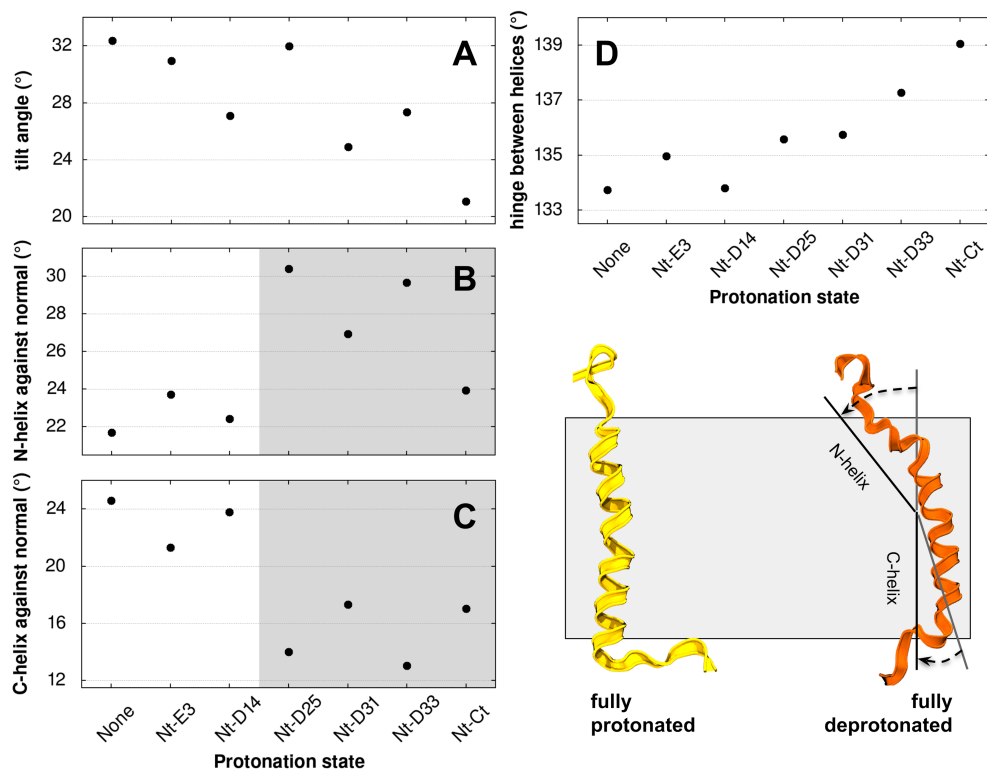 A
tilt angle (°)
32
28
24
20
B
N-helix against normal (°)
30
28
26
24
22
C
C-helix against normal (°)
24
20
16
12
None
Nt-E3
Nt-D14
Nt-D25
Nt-D31
Nt-D33
Nt-Ct
Protonation state
D
hinge between helices (°)
139
137
135
133
None
Nt-E3
Nt-D14
Nt-D25
Nt-D31
Nt-D33
Nt-Ct
Protonation state
N-helix
C-helix
fully
protonated
fully
deprotonated